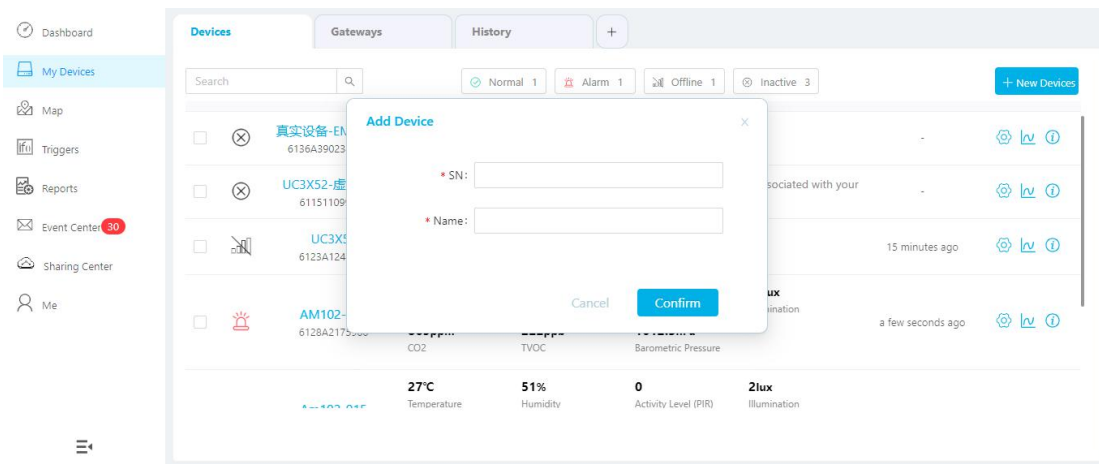 Dashboard
Devices
Gateways
History
+
My Devices
Search
Normal 1
Alarm 1
Offline 1
Inactive 3
+ New Devices
Map
Add Device
x
真实设备-EM
6136A39023
-
Triggers
* SN:
UC3X52-虚
sociated with your
61151109
-
Reports
* Name:
Event Center 30
UC3X5
6123A124
15 minutes ago
Sharing Center
Me
Cancel
Confirm
lux
ination
AM102-
6128A2175
a few seconds ago
CO2
TVOC
Barometric Pressure
27℃
51%
0
2lux
Temperature
Humidity
Activity Level (PIR)
Illumination